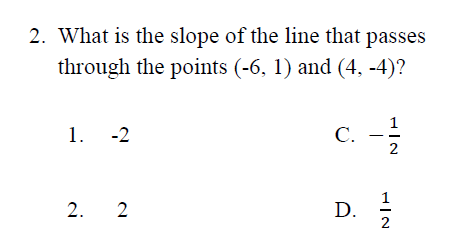 2. What is the slope of the line that passes
through the points (-6, 1) and (4, -4)?
1. -2 C. −1/2
2. 2 D. 1/2